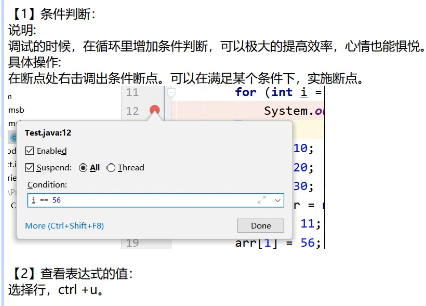 【1】条件判断：
说明:
调试的时候，在循环里增加条件判断，可以极大的提高效率，心情也能愉悦。
具体操作:
在断点处右击调出条件断点。可以在满足某个条件下，实施断点。
11 for (int i =
12 System.o
Test.java:12
Enabled
Suspend: All Thread
Condition:
i == 56
More (Ctrl+Shift+F8) Done
10;
20;
30;
r = n
11;
19 arr[1] = 56;
【2】查看表达式的值:
选择行，ctrl +u。